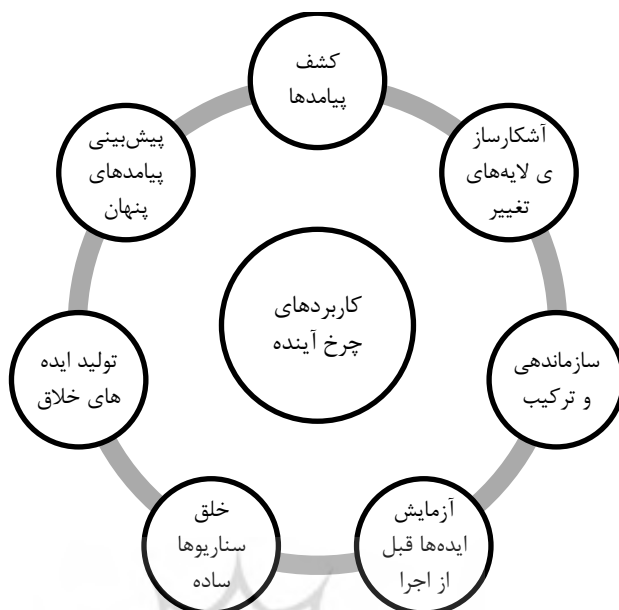 کشف
پیامدها
آشکارساز
ی لایه‌های
تغییر
سازماندهی
و ترکیب
آزمایش
ایده‌ها قبل
از اجرا
خلق
سناریوها
ساده
تولید ایده
های خلاق
پیش‌بینی
پیامدهای
پنهان
کاربردهای
چرخ آینده